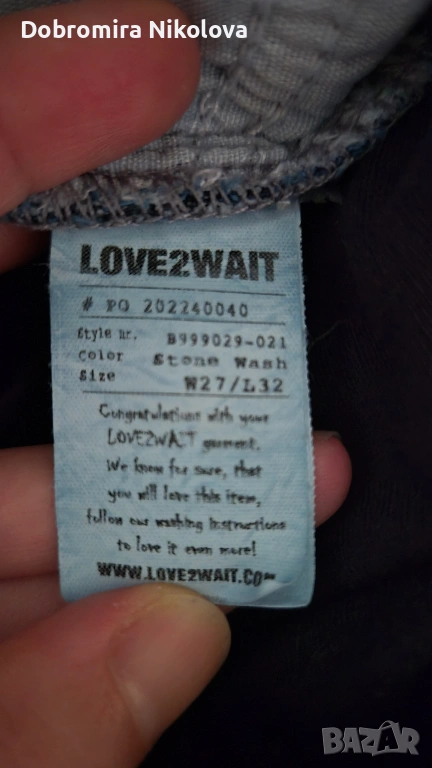 Dobromira Nikolova
LOVE2WAIT
# PO 202240040
Style nr. B999029-021
Color Stone Wash
Size W27/L32
Congratulations with your
LOVE2WAIT garment.
We know for sure, that
you will love this item,
follow our washing instructions
to love it even more!
WWW.LOVE2WAIT.COM
BAZAR